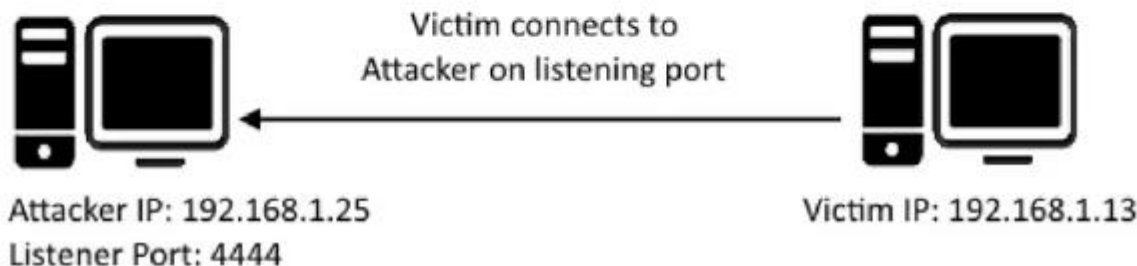 Victim connects to
Attacker on listening port
Attacker IP: 192.168.1.25
Listener Port: 4444
Victim IP: 192.168.1.13